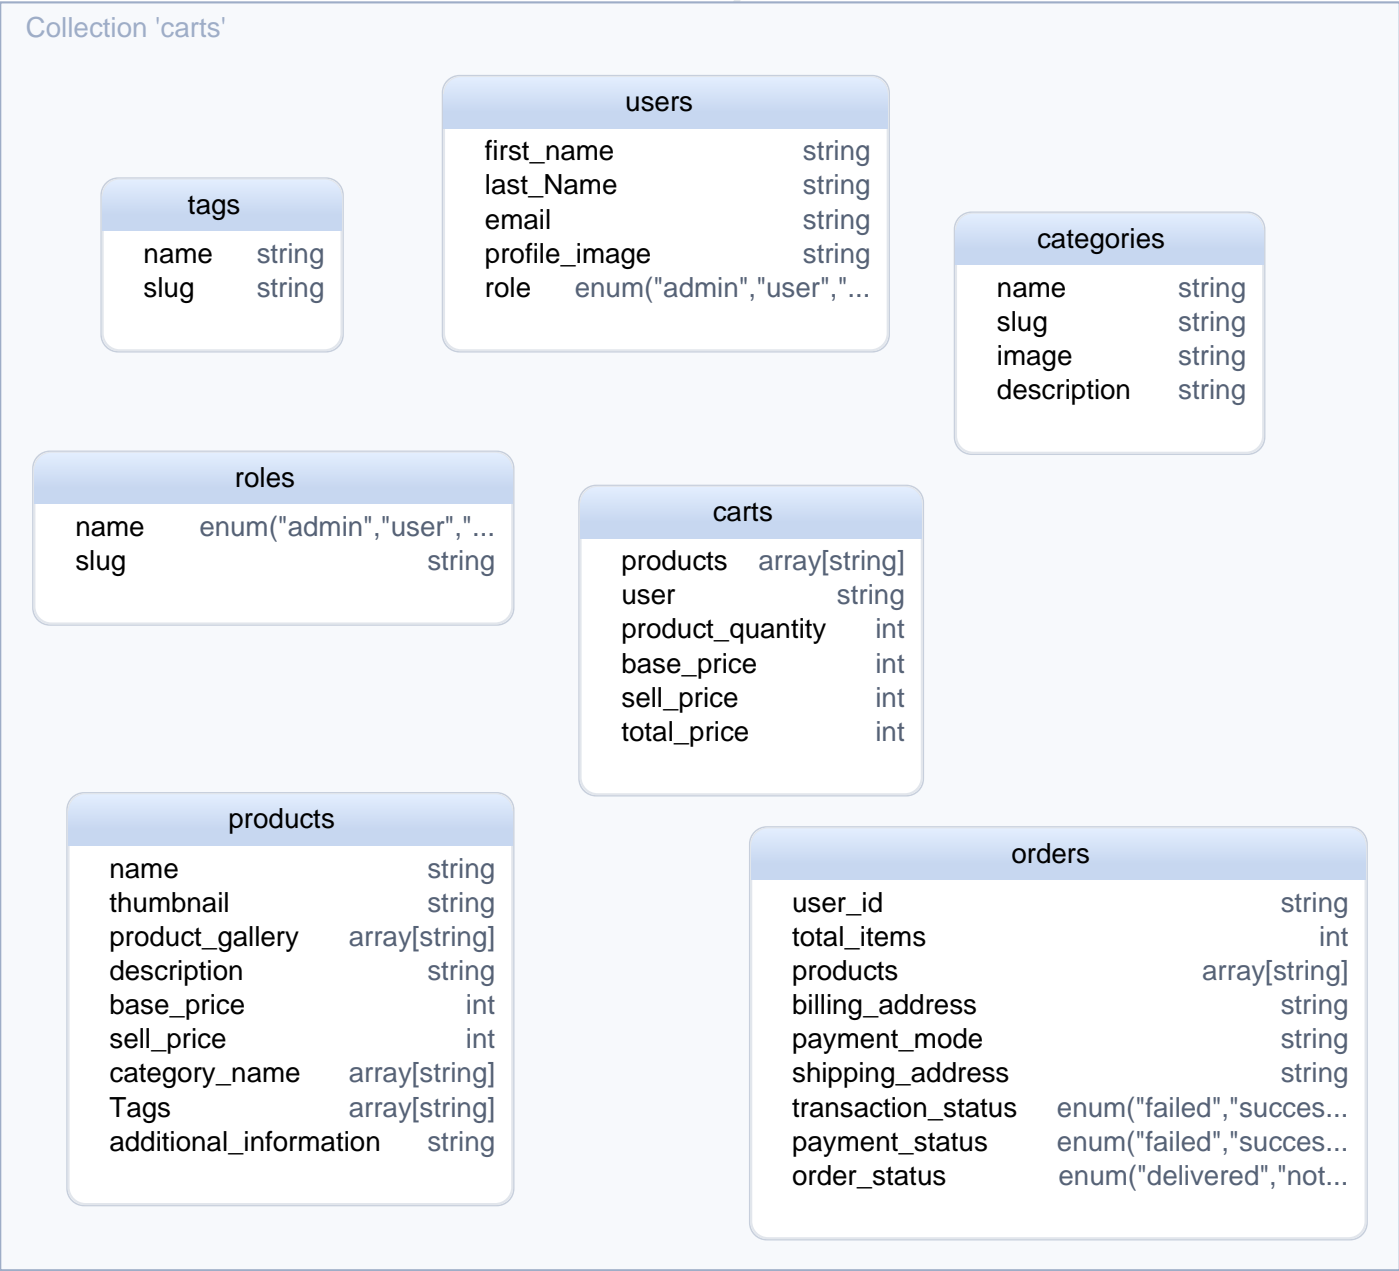 Collection 'carts'
users
first_name string
last_Name string
email string
profile_image string
role enum("admin","user","...
tags
name string
slug string
categories
name string
slug string
image string
description string
roles
name enum("admin","user","...
slug string
carts
products array[string]
user string
product_quantity int
base_price int
sell_price int
total_price int
products
name string
thumbnail string
product_gallery array[string]
description string
base_price int
sell_price int
category_name array[string]
Tags array[string]
additional_information string
orders
user_id string
total_items int
products array[string]
billing_address string
payment_mode string
shipping_address string
transaction_status enum("failed","succes...
payment_status enum("failed","succes...
order_status enum("delivered","not...